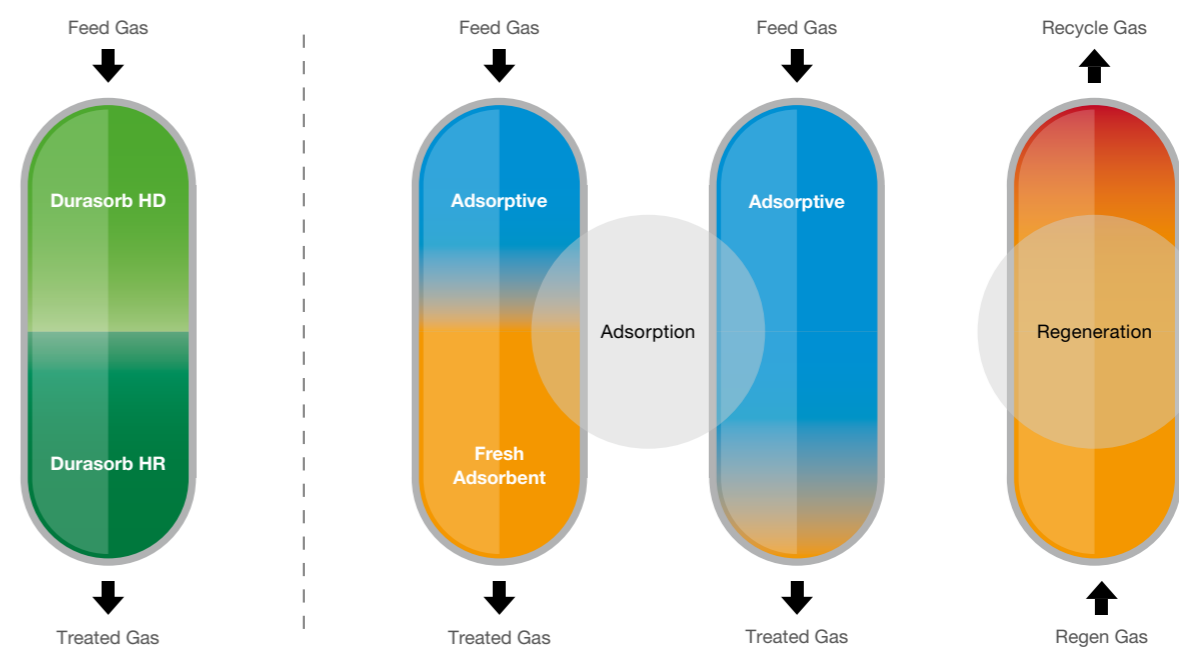 Feed Gas
Feed Gas
Feed Gas
Recycle Gas
Durasorb HD
Adsorptive
Adsorptive
Adsorption
Regeneration
Durasorb HR
Fresh
Adsorbent
Treated Gas
Treated Gas
Treated Gas
Regen Gas